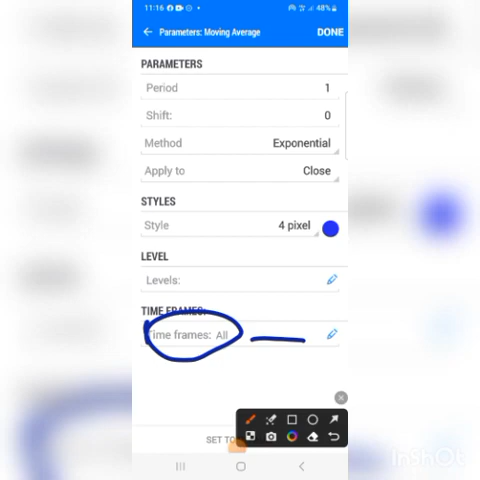 11:16 48%
Parameters: Moving Average DONE
PARAMETERS
Period 1
Shift: 0
Method Exponential
Apply to Close
STYLES
Style 4 pixel
LEVEL
Levels:
TIME FRAMES:
Time frames: All
SET TO
InShOt